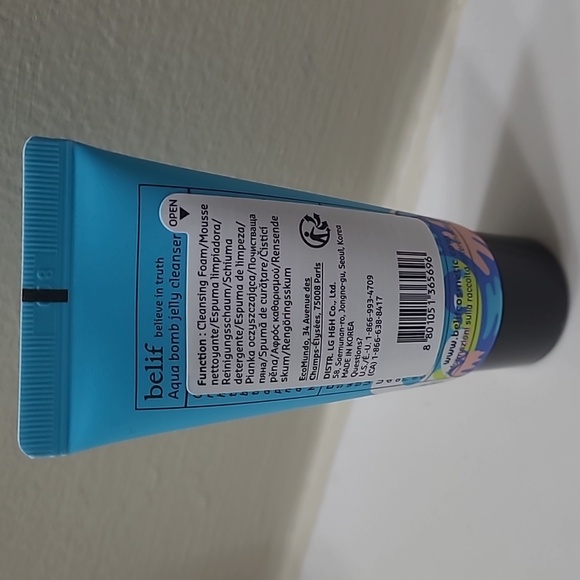 belif believe in truth
Aqua bomb jelly cleanser
OPEN
Function : Cleansing Foam/Mousse
nettoyante/Espuma limpiadora/
Reinigungsschaum/Schiuma
detergente/Espuma de limpeza/
Pianka oczyszczająca/Почистваща
пяна/Spumă de curățare/Čisticí
pěna/Αφρός καθαρισμού/Rensende
skum/Rengöringsskum
EcoMundo, 34 Avenue des
Champs-Élysées, 75008 Paris
DISTR. LG H&H Co., Ltd.
58, Saemunan-ro, Jongno-gu, Seoul, Korea
MADE IN KOREA
Questions?
U.S./E.U. 1-866-993-4709
(CA) 1-866-638-8417
8 801051 365696